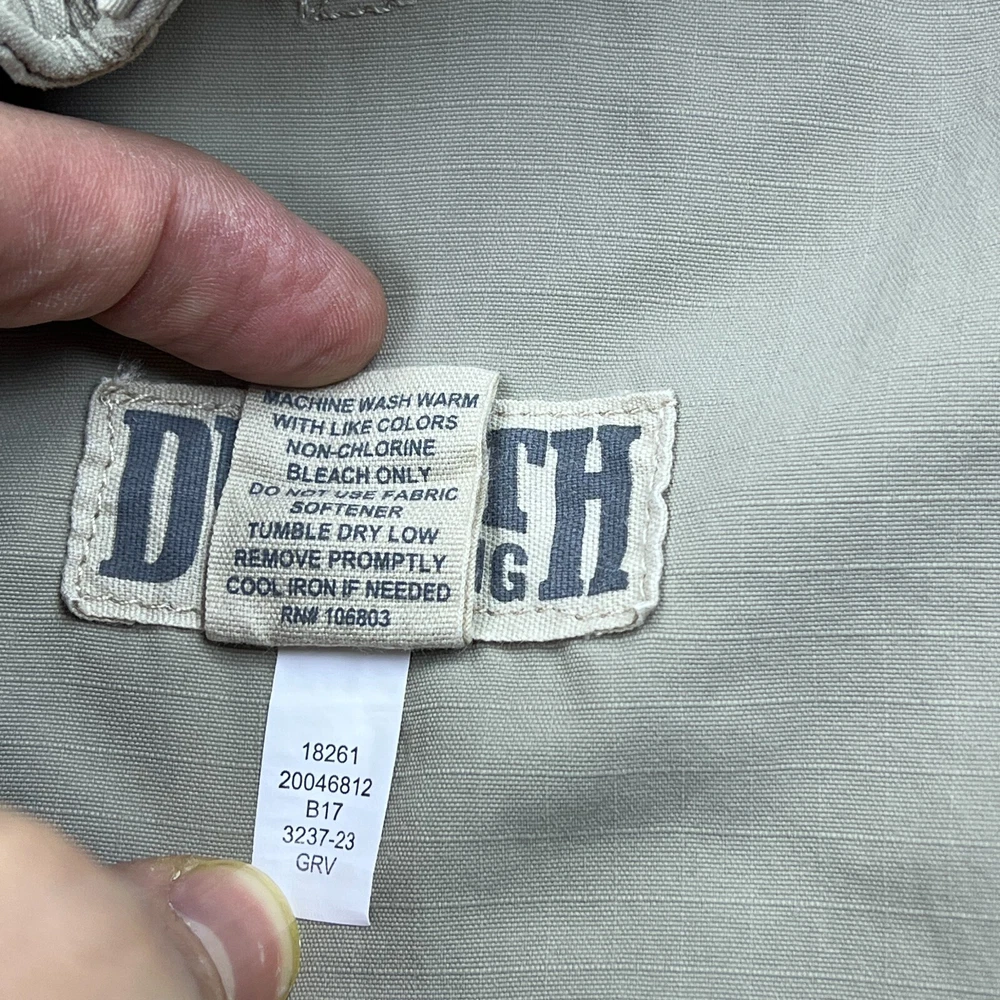 MACHINE WASH WARM
WITH LIKE COLORS
NON-CHLORINE
BLEACH ONLY
DO NOT USE FABRIC
SOFTENER
TUMBLE DRY LOW
REMOVE PROMPTLY
COOL IRON IF NEEDED
RN# 106803
18261
20046812
B17
3237-23
GRV